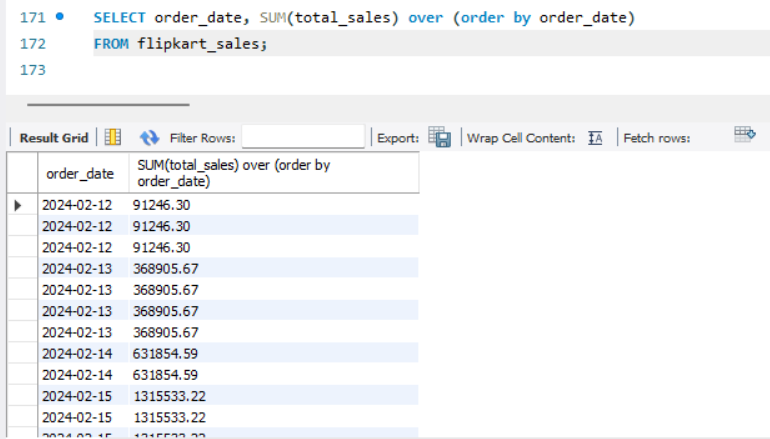 171 SELECT order_date, SUM(total_sales) over (order by order_date)
172 FROM flipkart_sales;
173
Result Grid Filter Rows: Export: Wrap Cell Content: Fetch rows:
order_date SUM(total_sales) over (order by
order_date)
2024-02-12 91246.30
2024-02-12 91246.30
2024-02-12 91246.30
2024-02-13 368905.67
2024-02-13 368905.67
2024-02-13 368905.67
2024-02-13 368905.67
2024-02-14 631854.59
2024-02-14 631854.59
2024-02-15 1315533.22
2024-02-15 1315533.22